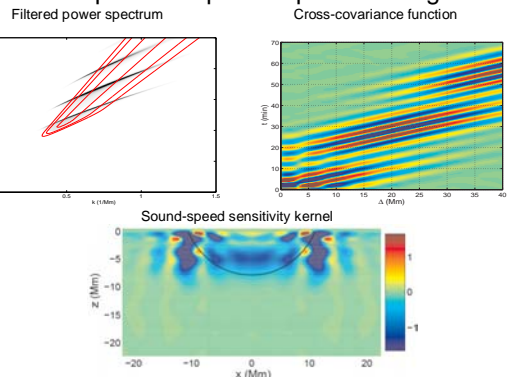 Filtered power spectrum
Cross-covariance function
70
60
50
40
30
20
10
0
t (min)
0 5 10 15 20 25 30 35 40
Δ (Mm)
0.5 1 1.5
k (1/Mm)
Sound-speed sensitivity kernel
0
−5
−10
−15
−20
z (Mm)
−20 −10 0 10 20
x (Mm)
1
0
−1